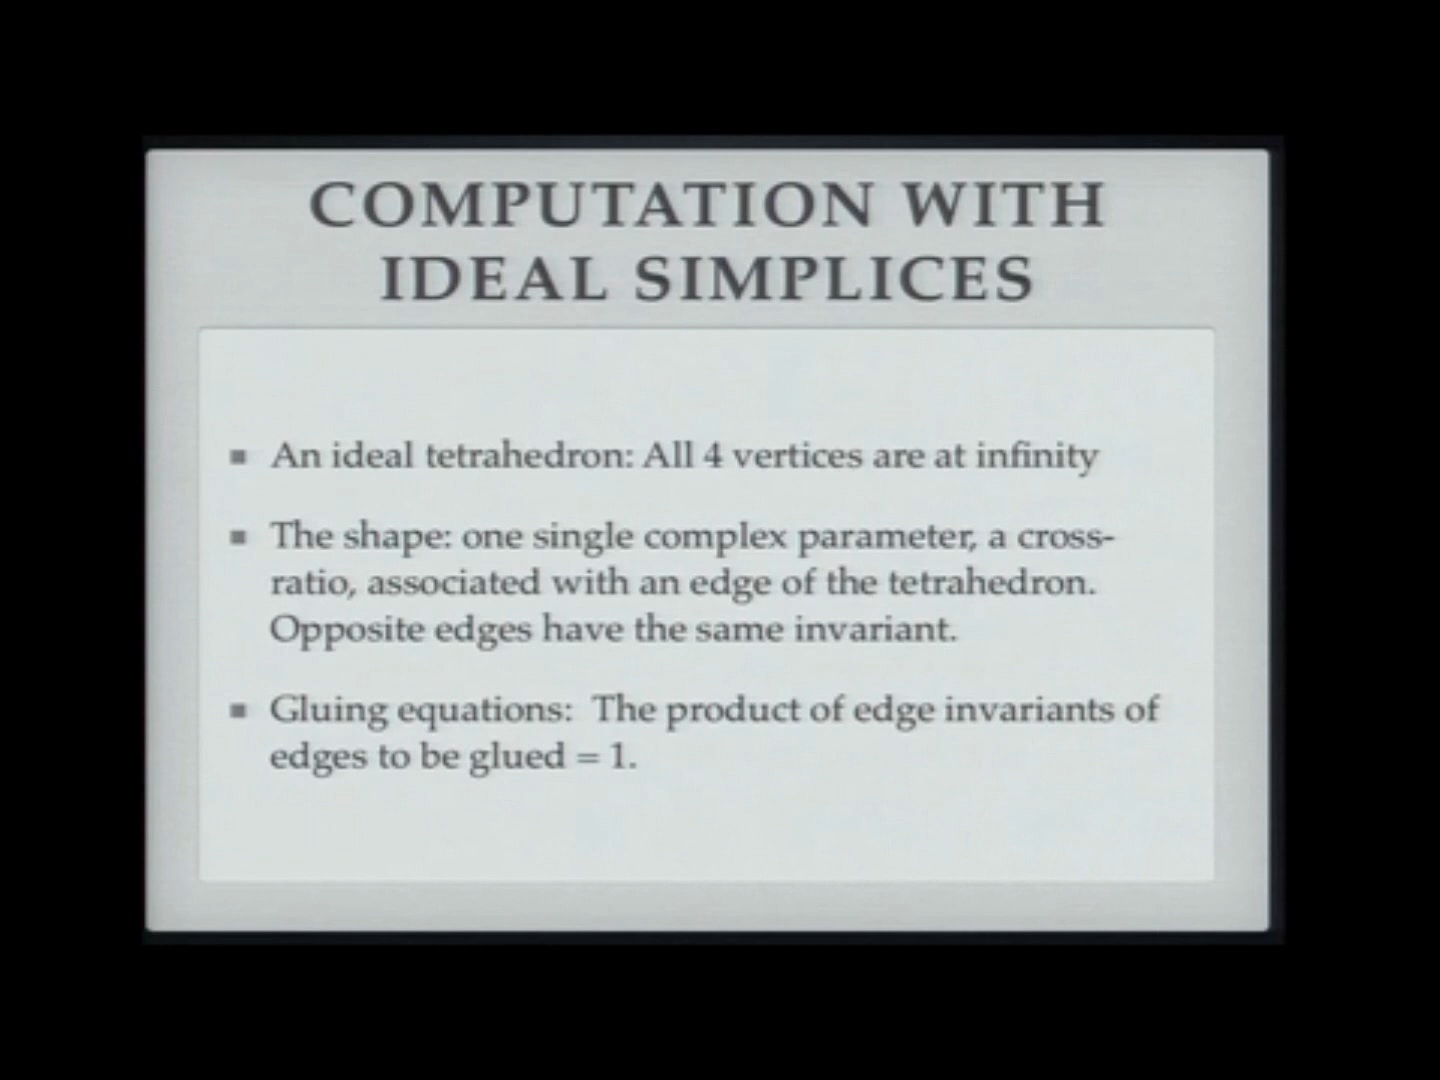 COMPUTATION WITH
IDEAL SIMPLICES
An ideal tetrahedron: All 4 vertices are at infinity
The shape: one single complex parameter, a cross-
ratio, associated with an edge of the tetrahedron.
Opposite edges have the same invariant.
Gluing equations: The product of edge invariants of
edges to be glued = 1.